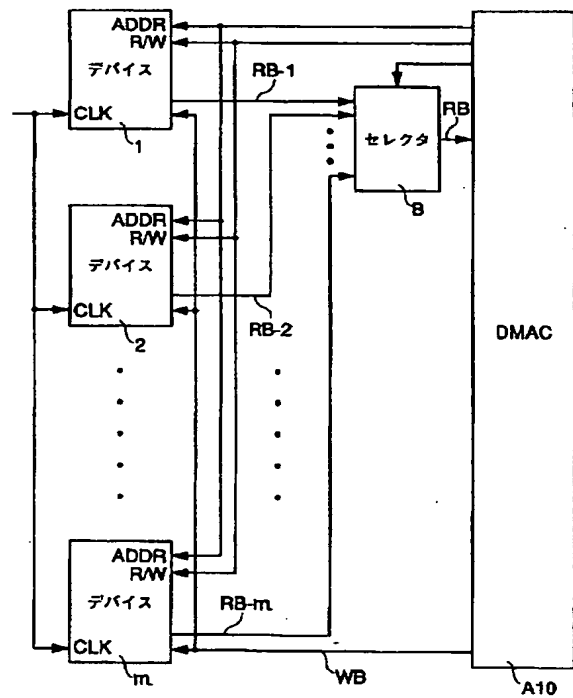 ADDR
R/W
デバイス
CLK
1
RB-1
RB
セレクタ
B
ADDR
R/W
デバイス
CLK
2
RB-2
DMAC
ADDR
R/W
デバイス
CLK
m
RB-m
WB
A10